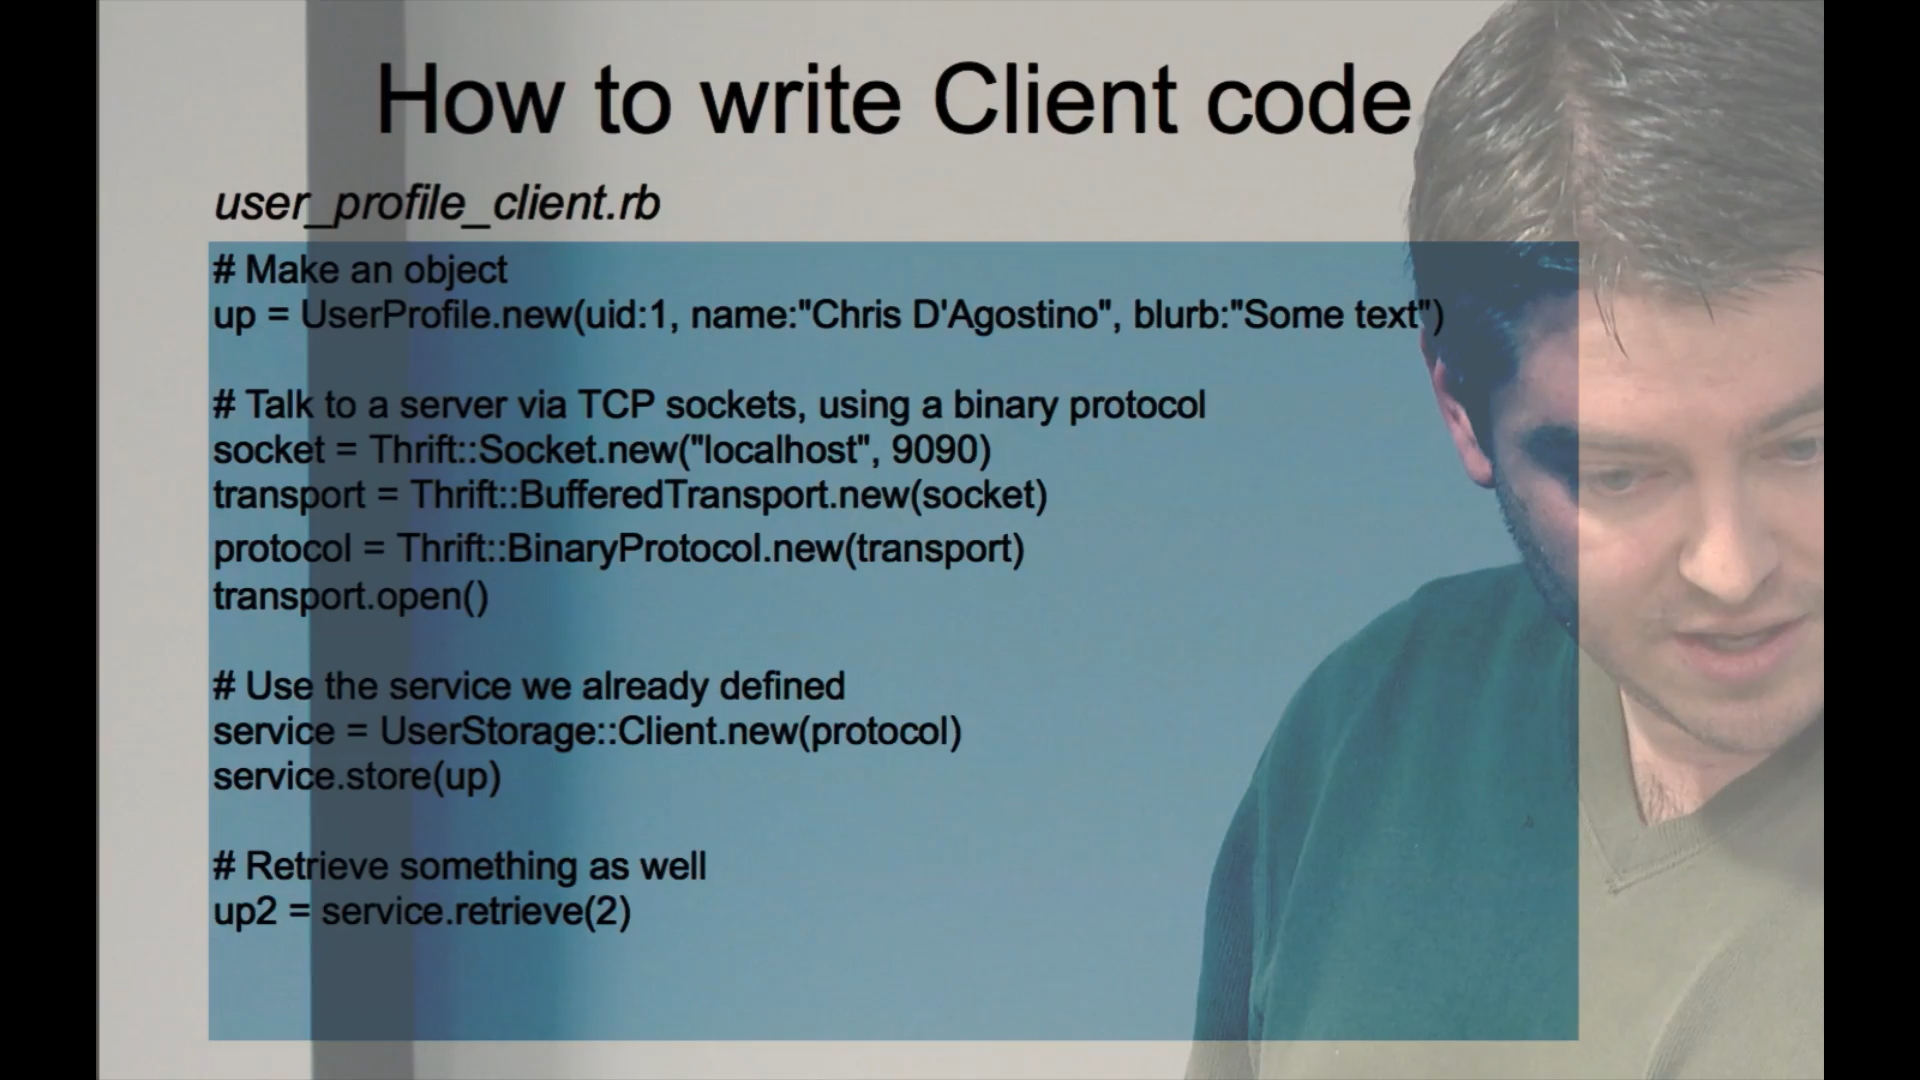 How to write Client code
user_profile_client.rb
# Make an object
up = UserProfile.new(uid:1, name:"Chris D'Agostino", blurb:"Some text")
# Talk to a server via TCP sockets, using a binary protocol
socket = Thrift::Socket.new("localhost", 9090)
transport = Thrift::BufferedTransport.new(socket)
protocol = Thrift::BinaryProtocol.new(transport)
transport.open()
# Use the service we already defined
service = UserStorage::Client.new(protocol)
service.store(up)
# Retrieve something as well
up2 = service.retrieve(2)